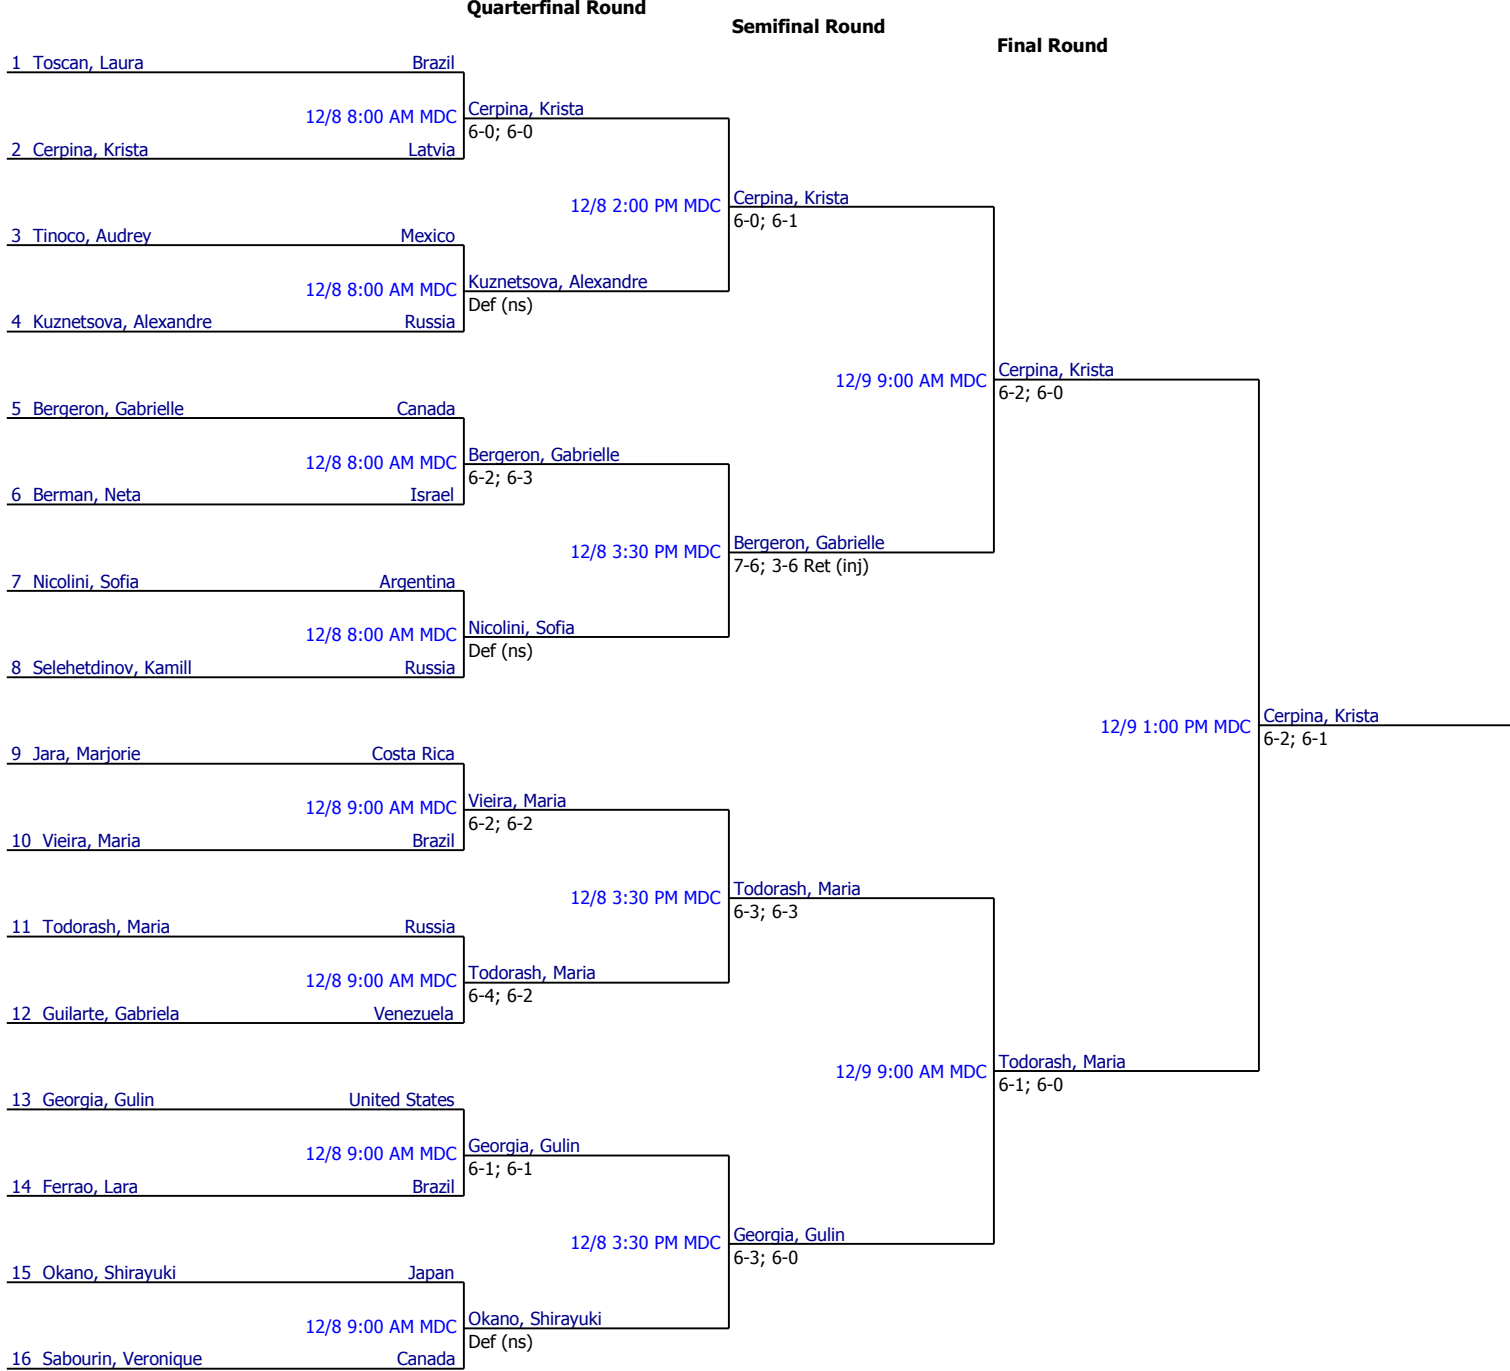 Quarterfinal Round
Semifinal Round
Final Round
1 Toscan, Laura Brazil
12/8 8:00 AM MDC Cerpina, Krista
6-0; 6-0
2 Cerpina, Krista Latvia
12/8 2:00 PM MDC Cerpina, Krista
6-0; 6-1
3 Tinoco, Audrey Mexico
12/8 8:00 AM MDC Kuznetsova, Alexandre
Def (ns)
4 Kuznetsova, Alexandre Russia
12/9 9:00 AM MDC Cerpina, Krista
6-2; 6-0
5 Bergeron, Gabrielle Canada
12/8 8:00 AM MDC Bergeron, Gabrielle
6-2; 6-3
6 Berman, Neta Israel
12/8 3:30 PM MDC Bergeron, Gabrielle
7-6; 3-6 Ret (inj)
7 Nicolini, Sofia Argentina
12/8 8:00 AM MDC Nicolini, Sofia
Def (ns)
8 Selehetdinov, Kamill Russia
12/9 1:00 PM MDC Cerpina, Krista
6-2; 6-1
9 Jara, Marjorie Costa Rica
12/8 9:00 AM MDC Vieira, Maria
6-2; 6-2
10 Vieira, Maria Brazil
12/8 3:30 PM MDC Todorash, Maria
6-3; 6-3
11 Todorash, Maria Russia
12/8 9:00 AM MDC Todorash, Maria
6-4; 6-2
12 Guilarte, Gabriela Venezuela
12/9 9:00 AM MDC Todorash, Maria
6-1; 6-0
13 Georgia, Gulin United States
12/8 9:00 AM MDC Georgia, Gulin
6-1; 6-1
14 Ferrao, Lara Brazil
12/8 3:30 PM MDC Georgia, Gulin
6-3; 6-0
15 Okano, Shirayuki Japan
12/8 9:00 AM MDC Okano, Shirayuki
Def (ns)
16 Sabourin, Veronique Canada